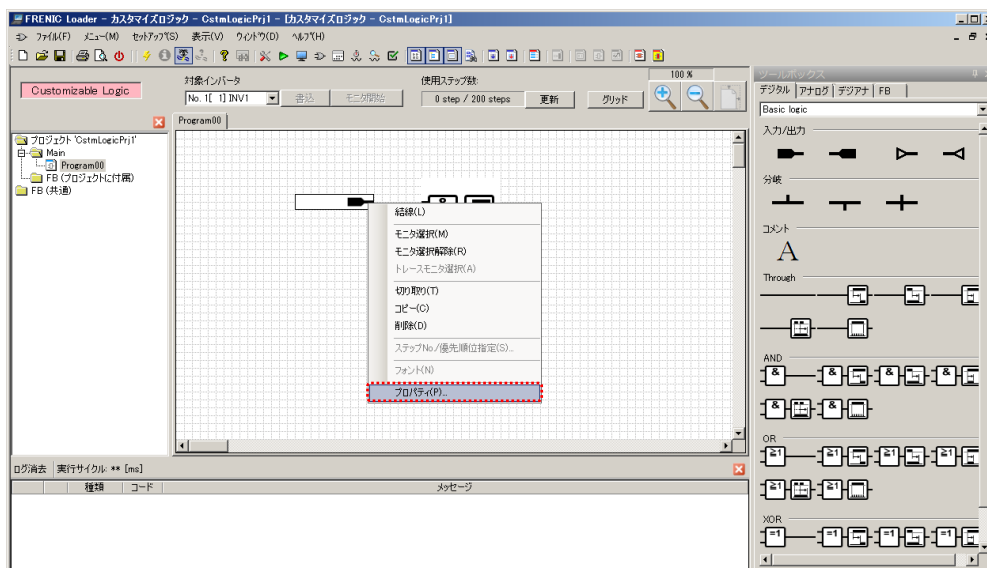 FRENIC Loader - カスタマイズロジック - CstmLogicPrj1 - [カスタマイズロジック - CstmLogicPrj1]
ファイル(F) メニュー(M) セットアップ(S) 表示(V) ウィンドウ(D) ヘルプ(H)
Customizable Logic
対象インバータ
No. 1[ 1] INV1
書込
モニタ開始
使用ステップ数:
0 step / 200 steps
更新
グリッド
100 %
プロジェクト 'CstmLogicPrj1'
Main
Program00
FB (プロジェクトに付属)
FB (共通)
Program00
&
結線(L)
モニタ選択(M)
モニタ選択解除(R)
トレースモニタ選択(A)
切り取り(T)
コピー(C)
削除(D)
ステップNo./優先順位指定(S)...
フォント(N)
プロパティ(P)...
ツールボックス
デジタル アナログ デジアナ FB
Basic logic
入力/出力
分岐
コメント
A
Through
AND
& & & &
& &
OR
≧1 ≧1 ≧1 ≧1
≧1 ≧1
XOR
=1 =1 =1 =1
ログ消去 実行サイクル: ** [ms]
種類 コード メッセージ